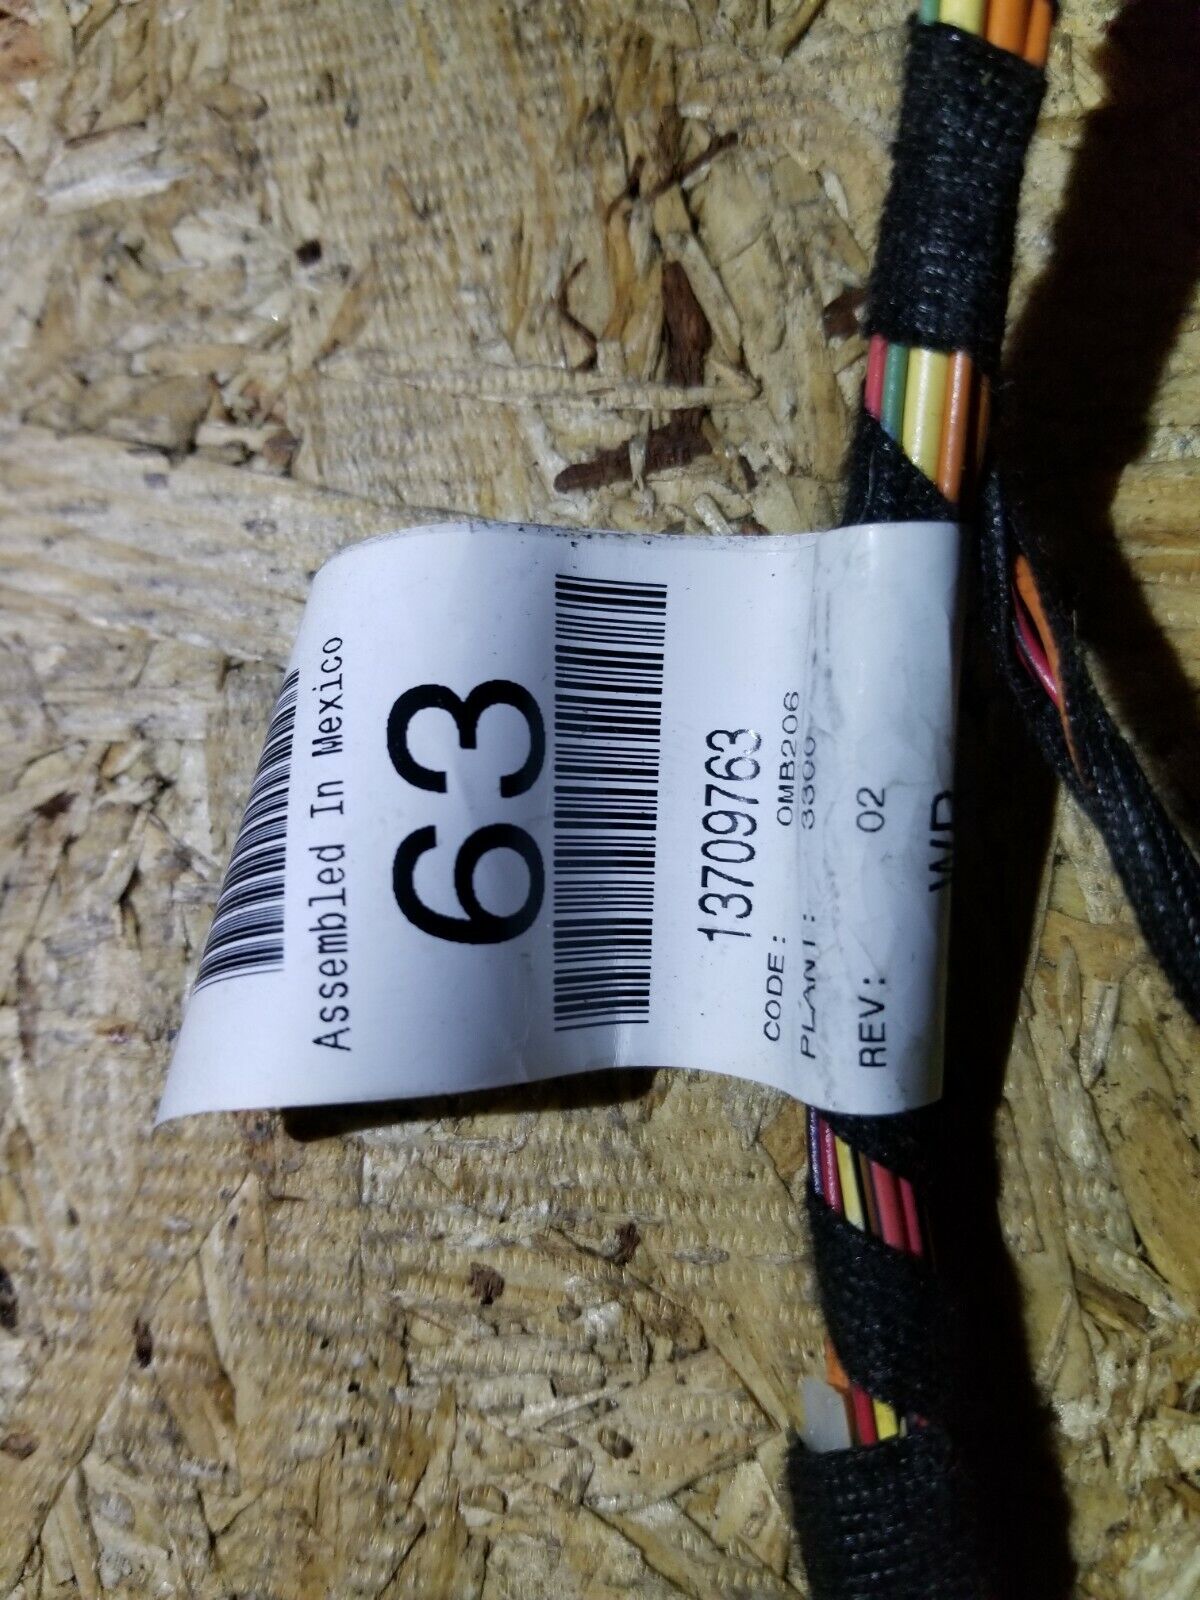 Assembled In Mexico
63
13709763
CODE: OMB206
PLANT: 3300
REV: 02